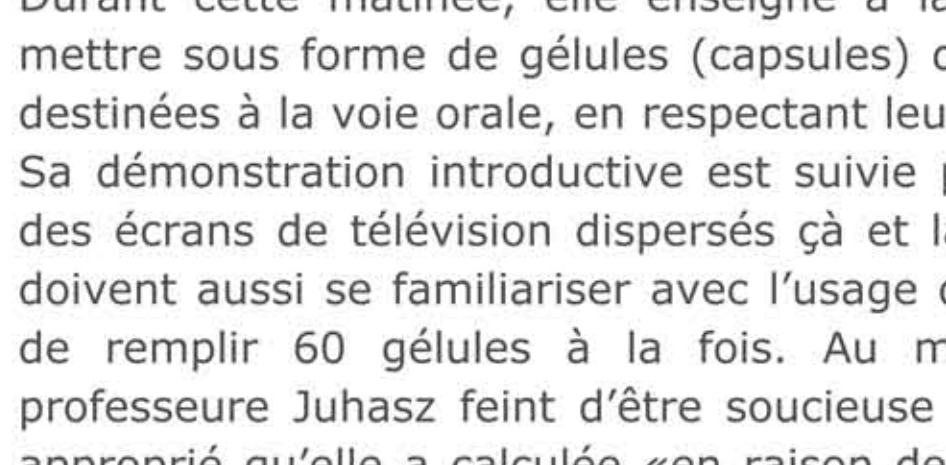 Durant cette matinée, elle enseigne à la
mettre sous forme de gélules (capsules)
destinées à la voie orale, en respectant leu
Sa démonstration introductive est suivie
des écrans de télévision dispersés çà et
doivent aussi se familiariser avec l'usage
de remplir 60 gélules à la fois. Au m
professeure Juhasz feint d'être soucieuse
approprié qu'elle a calculée «en raison de